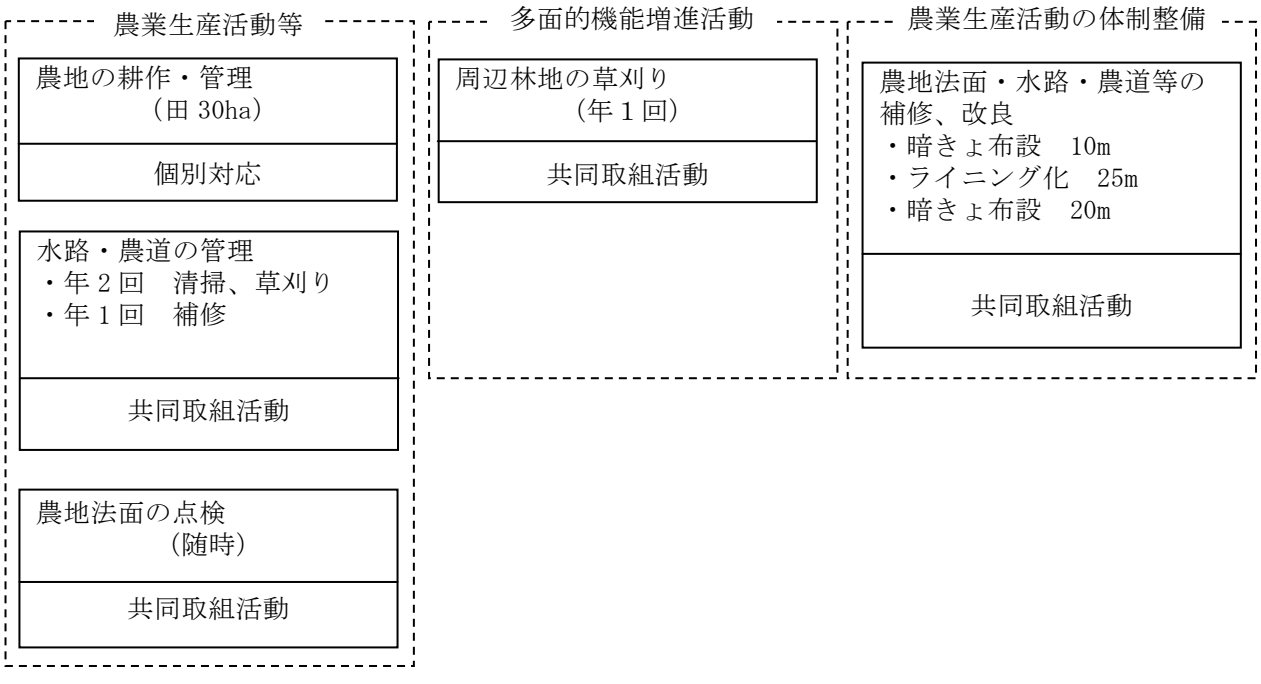 農業生産活動等
農地の耕作・管理
(田 30ha)
個別対応
水路・農道の管理
・年2回　清掃、草刈り
・年1回　補修
共同取組活動
農地法面の点検
(随時)
共同取組活動
多面的機能増進活動
周辺林地の草刈り
(年1回)
共同取組活動
農業生産活動の体制整備
農地法面・水路・農道等の
補修、改良
・暗きょ布設　10m
・ライニング化　25m
・暗きょ布設　20m
共同取組活動